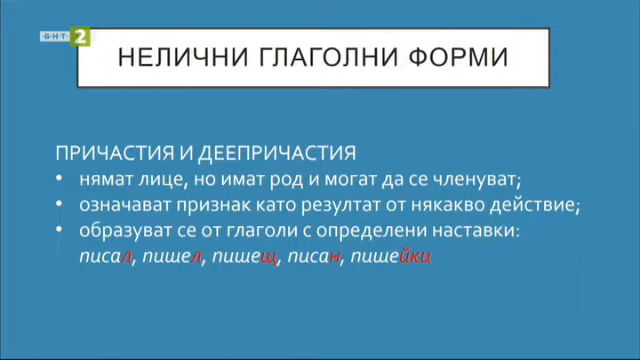 БНТ 2
НЕЛИЧНИ ГЛАГОЛНИ ФОРМИ
ПРИЧАСТИЯ И ДЕЕПРИЧАСТИЯ
• нямат лице, но имат род и могат да се членуват;
• означават признак като резултат от някакво действие;
• образуват се от глаголи с определени наставки:
писал, пишел, пишещ, писан, пишейки